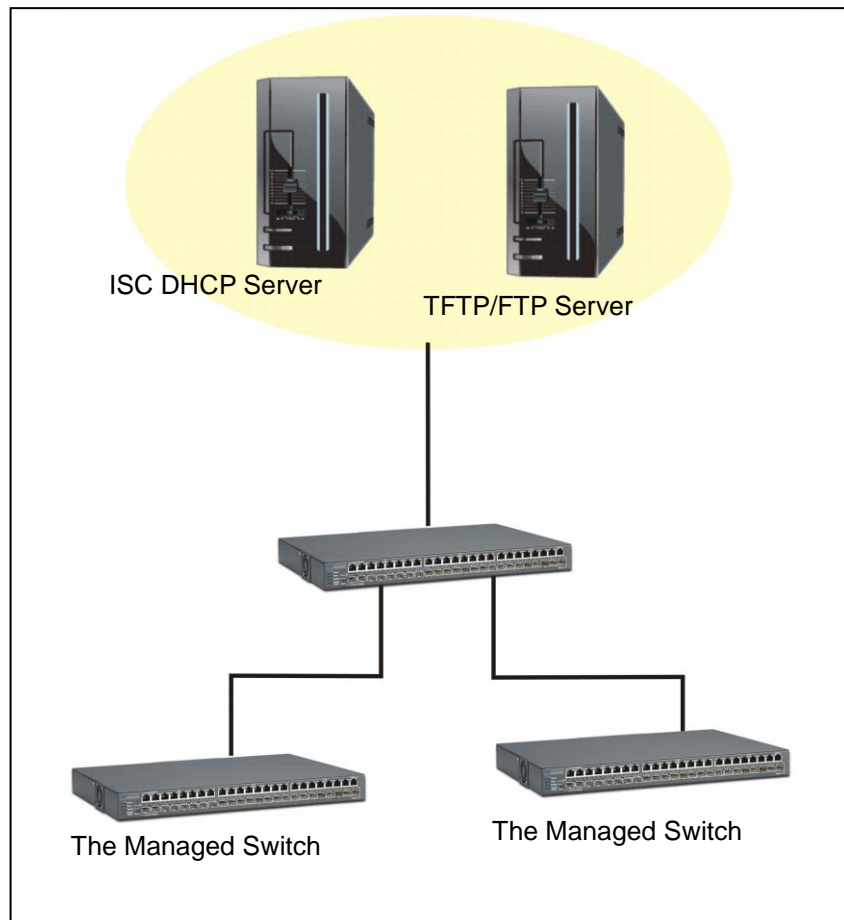 ISC DHCP Server
TFTP/FTP Server
The Managed Switch
The Managed Switch